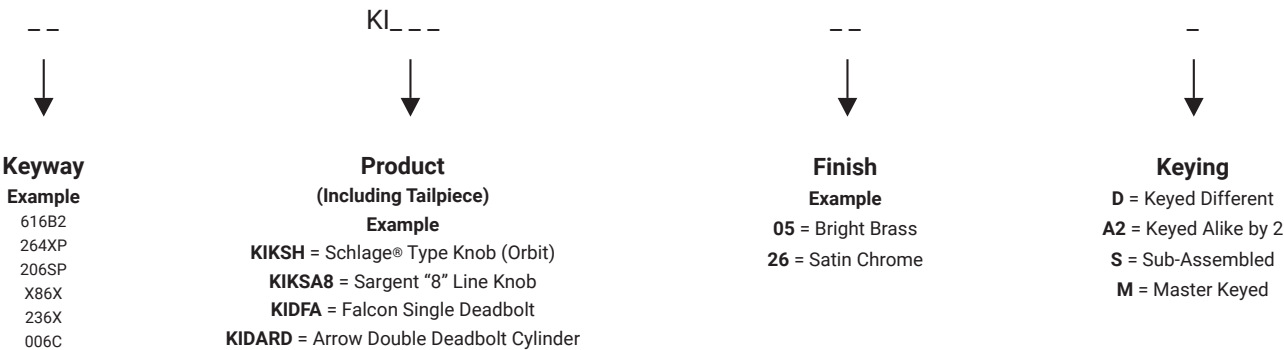 _ _
KI_ _ _
_ _
_
Keyway
Example
616B2
264XP
206SP
X86X
236X
006C
Product
(Including Tailpiece)
Example
KIKSH = Schlage® Type Knob (Orbit)
KIKSA8 = Sargent “8” Line Knob
KIDFA = Falcon Single Deadbolt
KIDARD = Arrow Double Deadbolt Cylinder
Finish
Example
05 = Bright Brass
26 = Satin Chrome
Keying
D = Keyed Different
A2 = Keyed Alike by 2
S = Sub-Assembled
M = Master Keyed